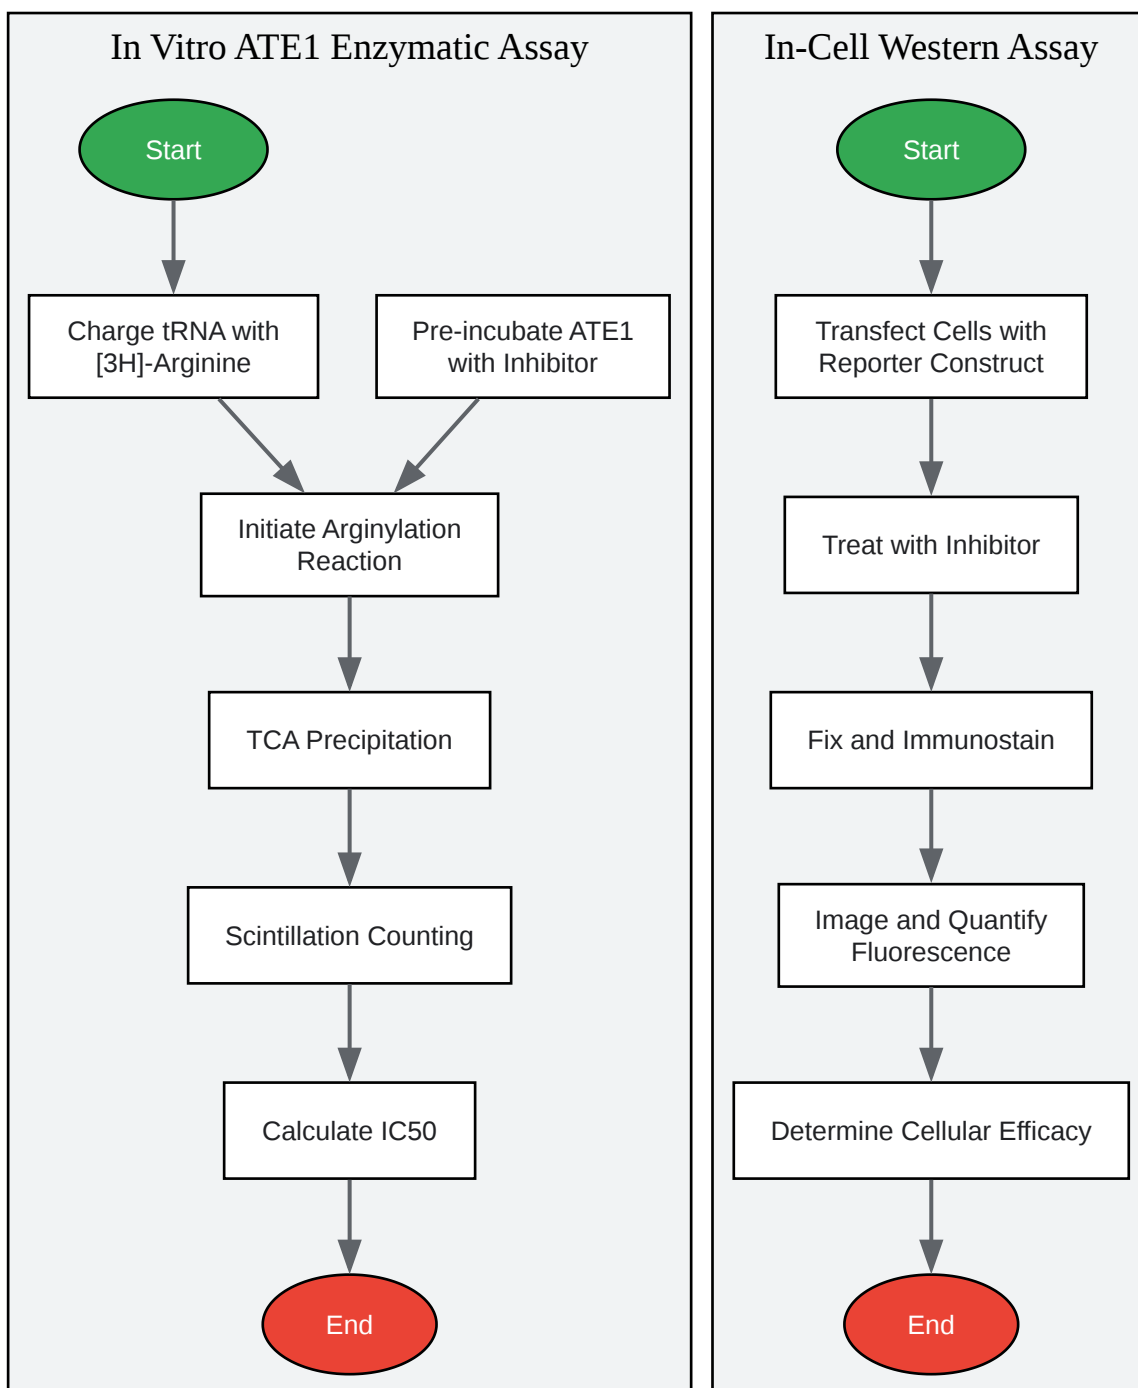 In Vitro ATE1 Enzymatic Assay
Start
Charge tRNA with
[3H]-Arginine
Pre-incubate ATE1
with Inhibitor
Initiate Arginylation
Reaction
TCA Precipitation
Scintillation Counting
Calculate IC50
End
In-Cell Western Assay
Start
Transfect Cells with
Reporter Construct
Treat with Inhibitor
Fix and Immunostain
Image and Quantify
Fluorescence
Determine Cellular Efficacy
End